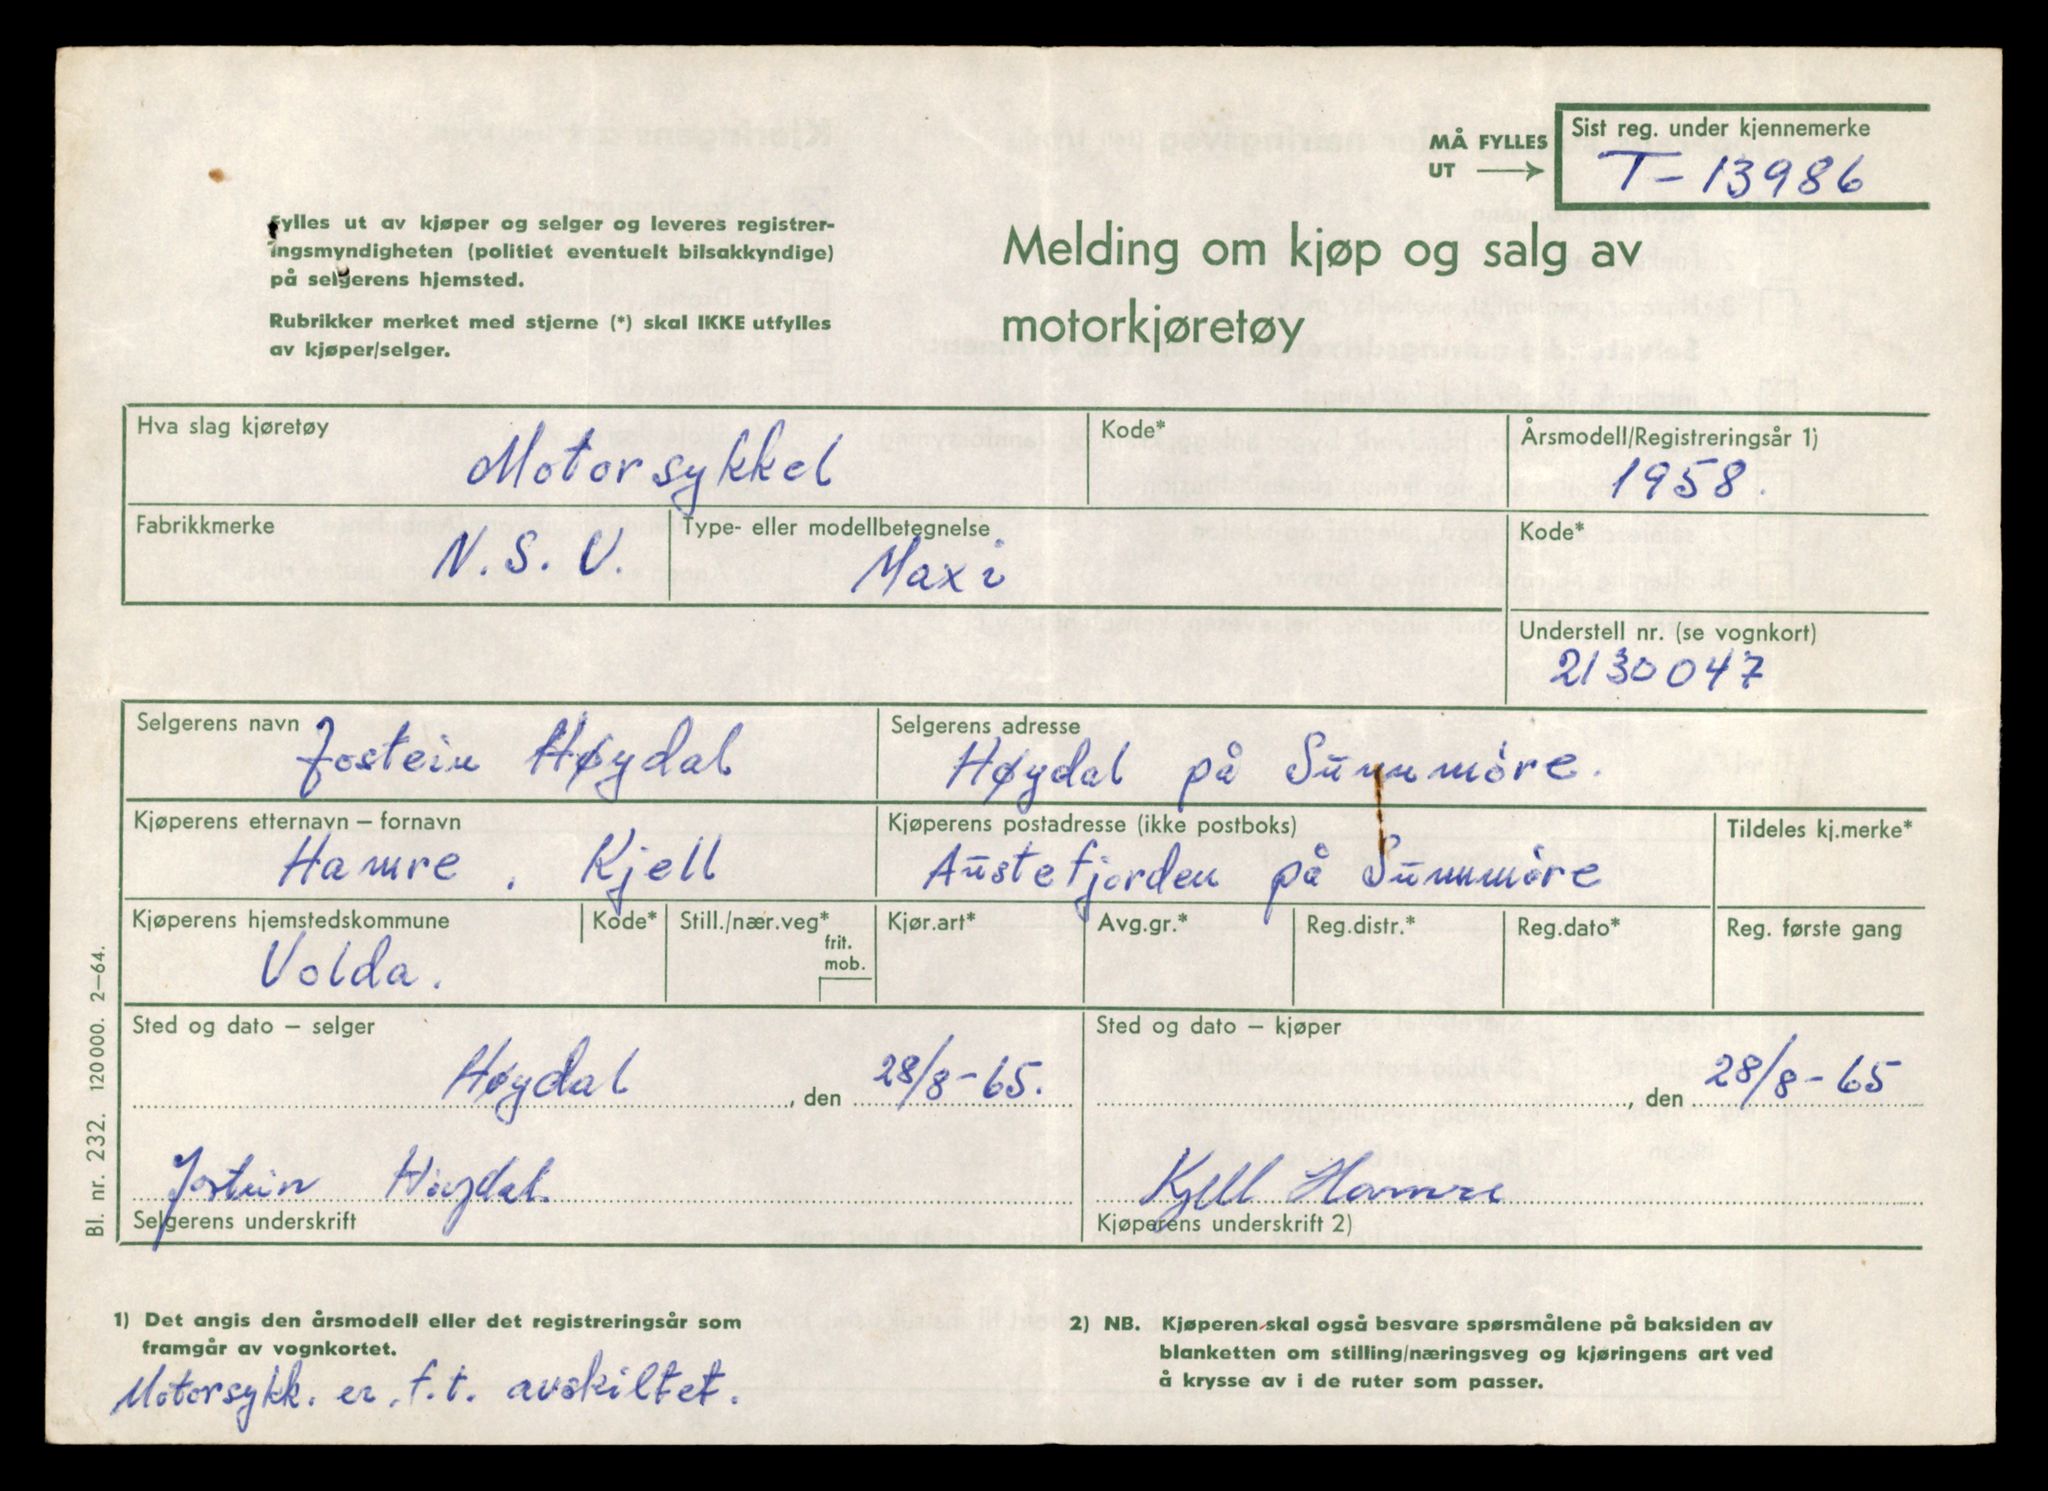 MÅ FYLLES
UT
Sist reg. under kjennemerke
T-13986
Fylles ut av kjøper og selger og leveres registrer-
ingsmyndigheten (politiet eventuelt bilsakkyndige)
på selgerens hjemsted.
Rubrikker merket med stjerne (*) skal IKKE utfylles
av kjøper/selger.
Melding om kjøp og salg av
motorkjøretøy
Hva slag kjøretøy
Motorsykkel
Kode*
Årsmodell/Registreringsår 1)
1958.
Fabrikkmerke
N.S.U.
Type- eller modellbetegnelse
Maxi
Kode*
Understell nr. (se vognkort)
2130047
Selgerens navn
Jostein Høydal
Selgerens adresse
Høydal på Sunnmøre.
Kjøperens etternavn – fornavn
Hamre, Kjell
Kjøperens postadresse (ikke postboks)
Austefjorden på Sunnmøre
Tildeles kj.merke*
Kjøperens hjemstedskommune
Volda.
Kode*
Still./nær.veg*
frit.
mob.
Kjør.art*
Avg.gr.*
Reg.distr.*
Reg.dato*
Reg. første gang
Sted og dato – selger
Høydal, den 28/8-65.
Sted og dato – kjøper
, den 28/8-65
Jostein Høydal.
Selgerens underskrift
Kjell Hamre
Kjøperens underskrift 2)
Bl. nr. 232. 120 000. 2–64.
1) Det angis den årsmodell eller det registreringsår som
framgår av vognkortet.
Motorsykk. er f.t. avskiltet.
2) NB. Kjøperen skal også besvare spørsmålene på baksiden av
blanketten om stilling/næringsveg og kjøringens art ved
å krysse av i de ruter som passer.